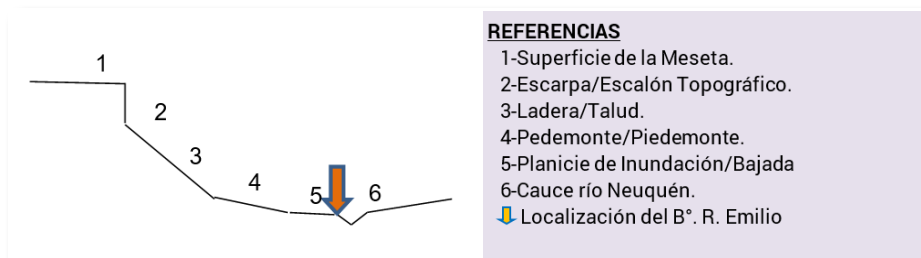 1
2
3
4
5
6
REFERENCIAS
1-Superficie de la Meseta.
2-Escarpa/Escalón Topográfico.
3-Ladera/Talud.
4-Pedemonte/Piedemonte.
5-Planicie de Inundación/Bajada
6-Cauce río Neuquén.
Localización del B°. R. Emilio